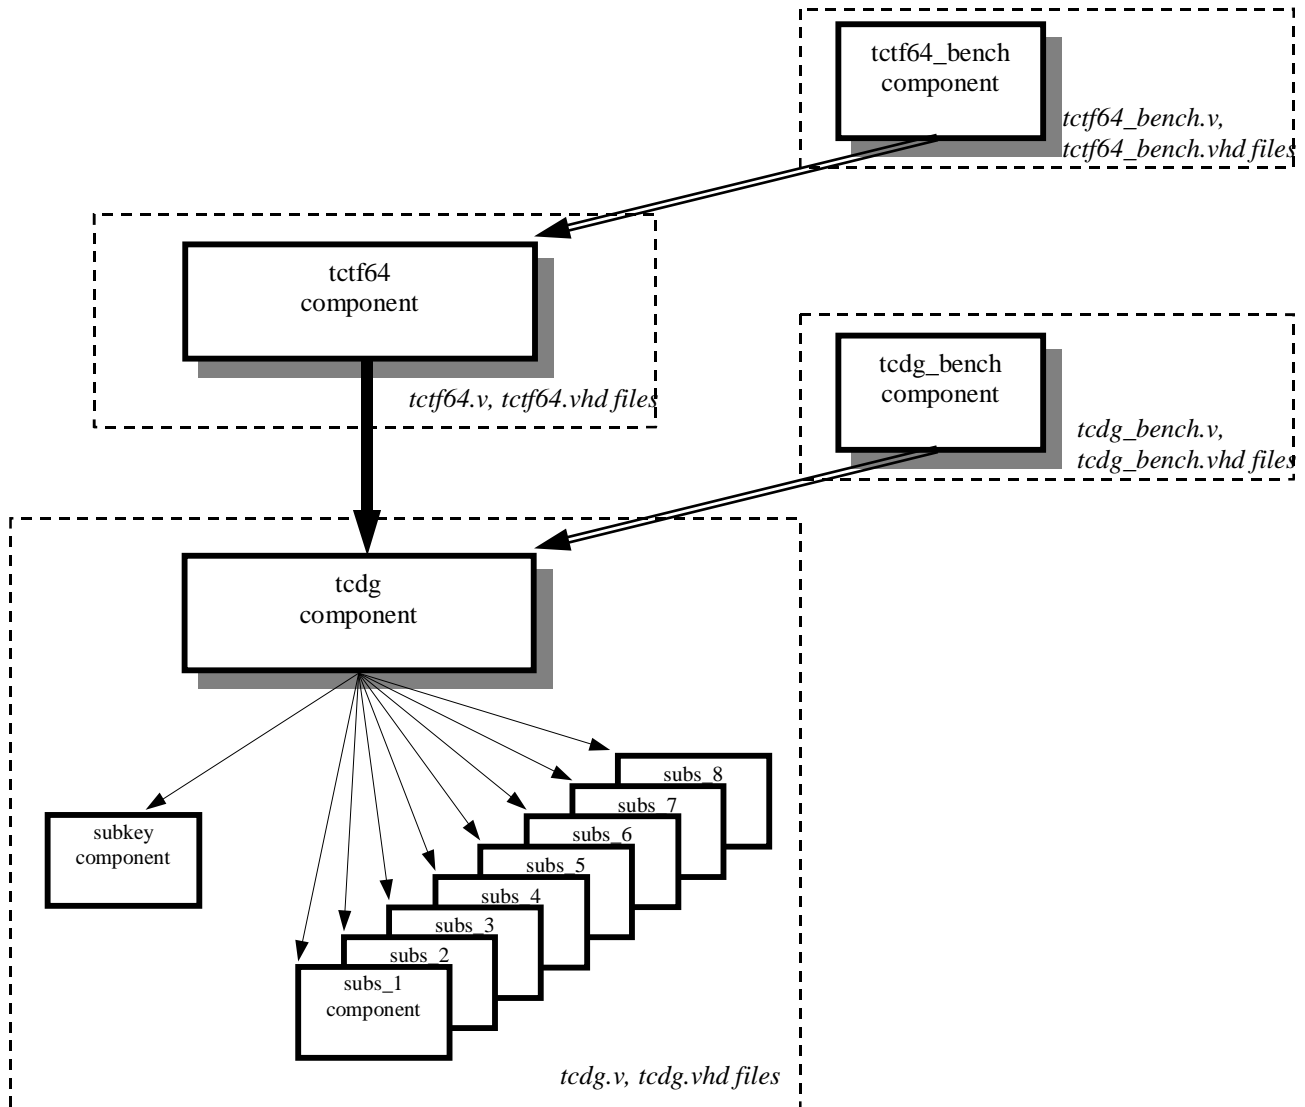 tctf64_bench
component
tctf64_bench.v,
tctf64_bench.vhd files
tctf64
component
tctf64.v, tctf64.vhd files
tcdg_bench
component
tcdg_bench.v,
tcdg_bench.vhd files
tcdg
component
subs_8
subs_7
subs_6
subs_5
subs_4
subs_3
subs_2
subs_1
component
subkey
component
tcdg.v, tcdg.vhd files